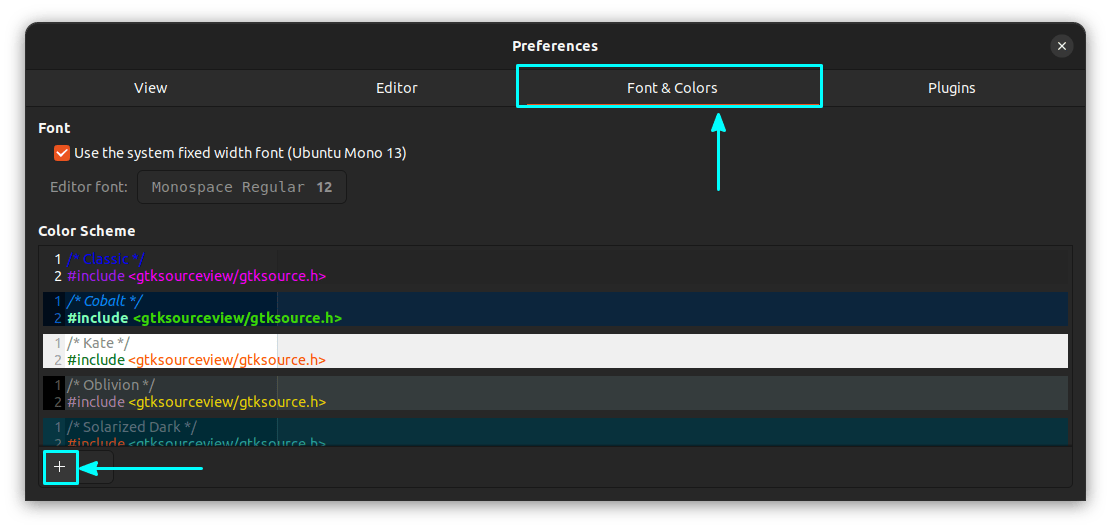 Preferences
View Editor Font & Colors Plugins
Font
Use the system fixed width font (Ubuntu Mono 13)
Editor font: Monospace Regular 12
Color Scheme
1 /* Classic */
2 #include <gtksourceview/gtksource.h>
1 /* Cobalt */
2 #include <gtksourceview/gtksource.h>
1 /* Kate */
2 #include <gtksourceview/gtksource.h>
1 /* Oblivion */
2 #include <gtksourceview/gtksource.h>
1 /* Solarized Dark */
2 #include <gtksourceview/gtksource.h>
+